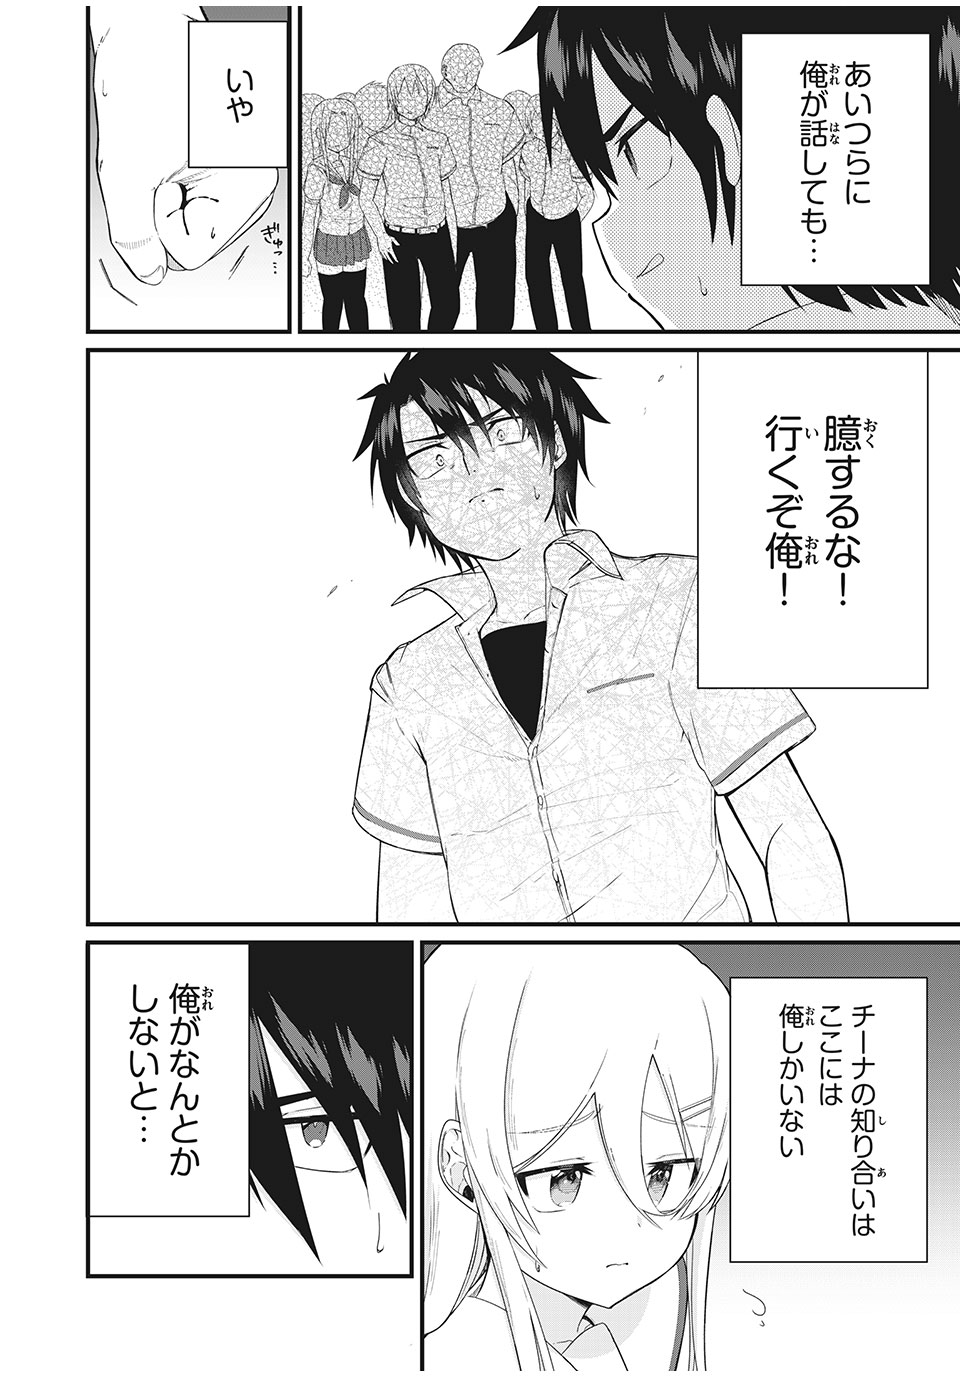 あいつらに
俺が話しても…
いや
ぎゅっ…
臆するな！
行くぞ俺！
チーナの知り合いは
ここには
俺しかいない
俺がなんとか
しないと…